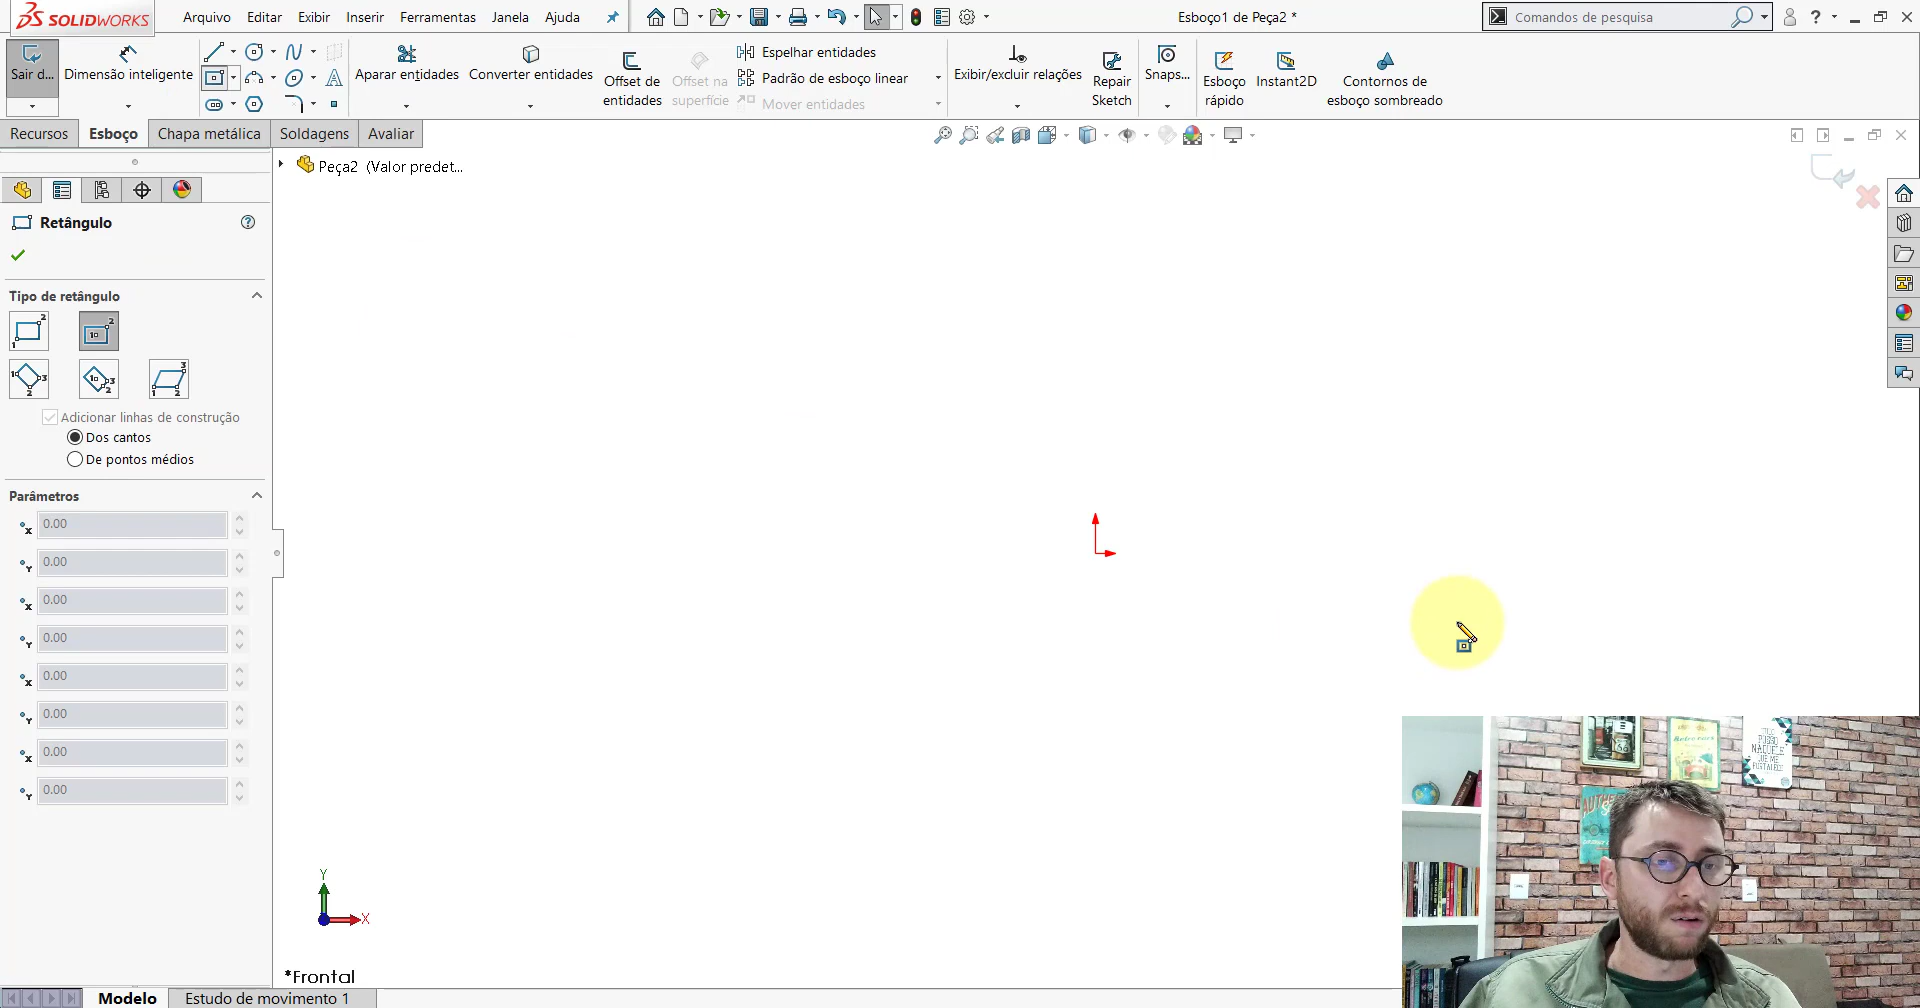 SOLIDWORKS
Arquivo Editar Exibir Inserir Ferramentas Janela Ajuda
Esboço1 de Peça2 *
Comandos de pesquisa
?
Sair d...
Dimensão inteligente
Aparar entidades
Converter entidades
Offset de entidades
Offset na superfície
Espelhar entidades
Padrão de esboço linear
Mover entidades
Exibir/excluir relações
Repair Sketch
Snaps...
Esboço rápido
Instant2D
Contornos de esboço sombreado
Recursos Esboço Chapa metálica Soldagens Avaliar
Peça2 (Valor predet...
Retângulo
?
Tipo de retângulo
Adicionar linhas de construção
Dos cantos
De pontos médios
Parâmetros
x 0.00
Y 0.00
x 0.00
Y 0.00
x 0.00
Y 0.00
x 0.00
Y 0.00
Y
X
*Frontal
Modelo Estudo de movimento 1